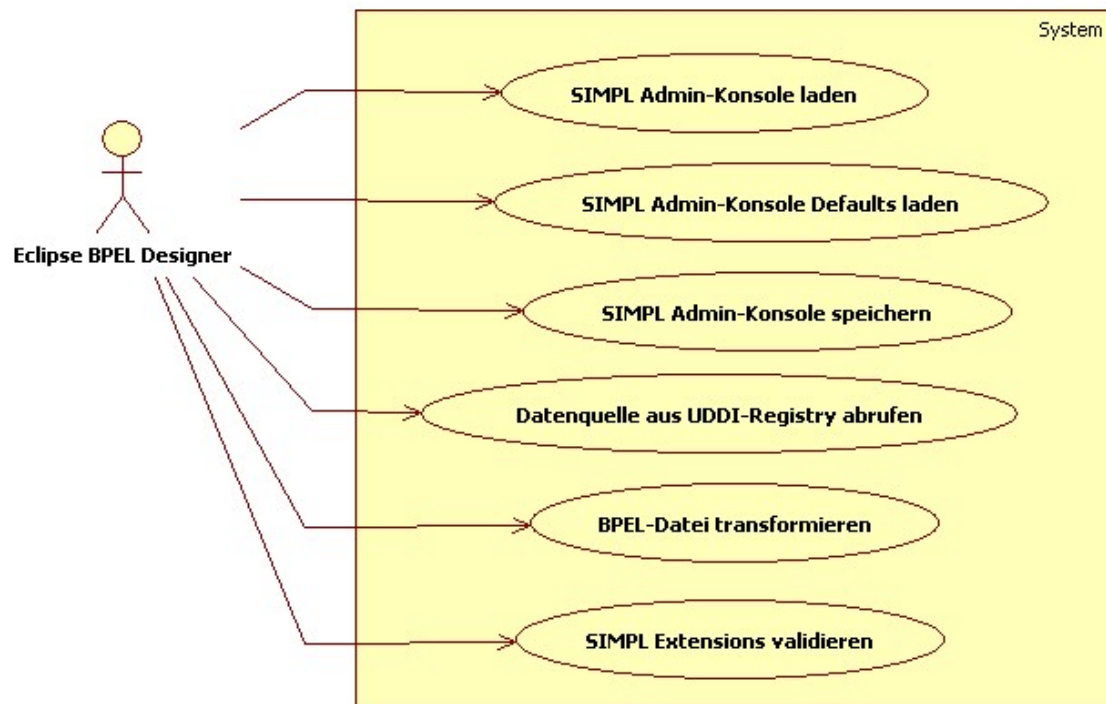 System
SIMPL Admin-Konsole laden
SIMPL Admin-Konsole Defaults laden
Eclipse BPEL Designer
SIMPL Admin-Konsole speichern
Datenquelle aus UDDI-Registry abrufen
BPEL-Datei transformieren
SIMPL Extensions validieren